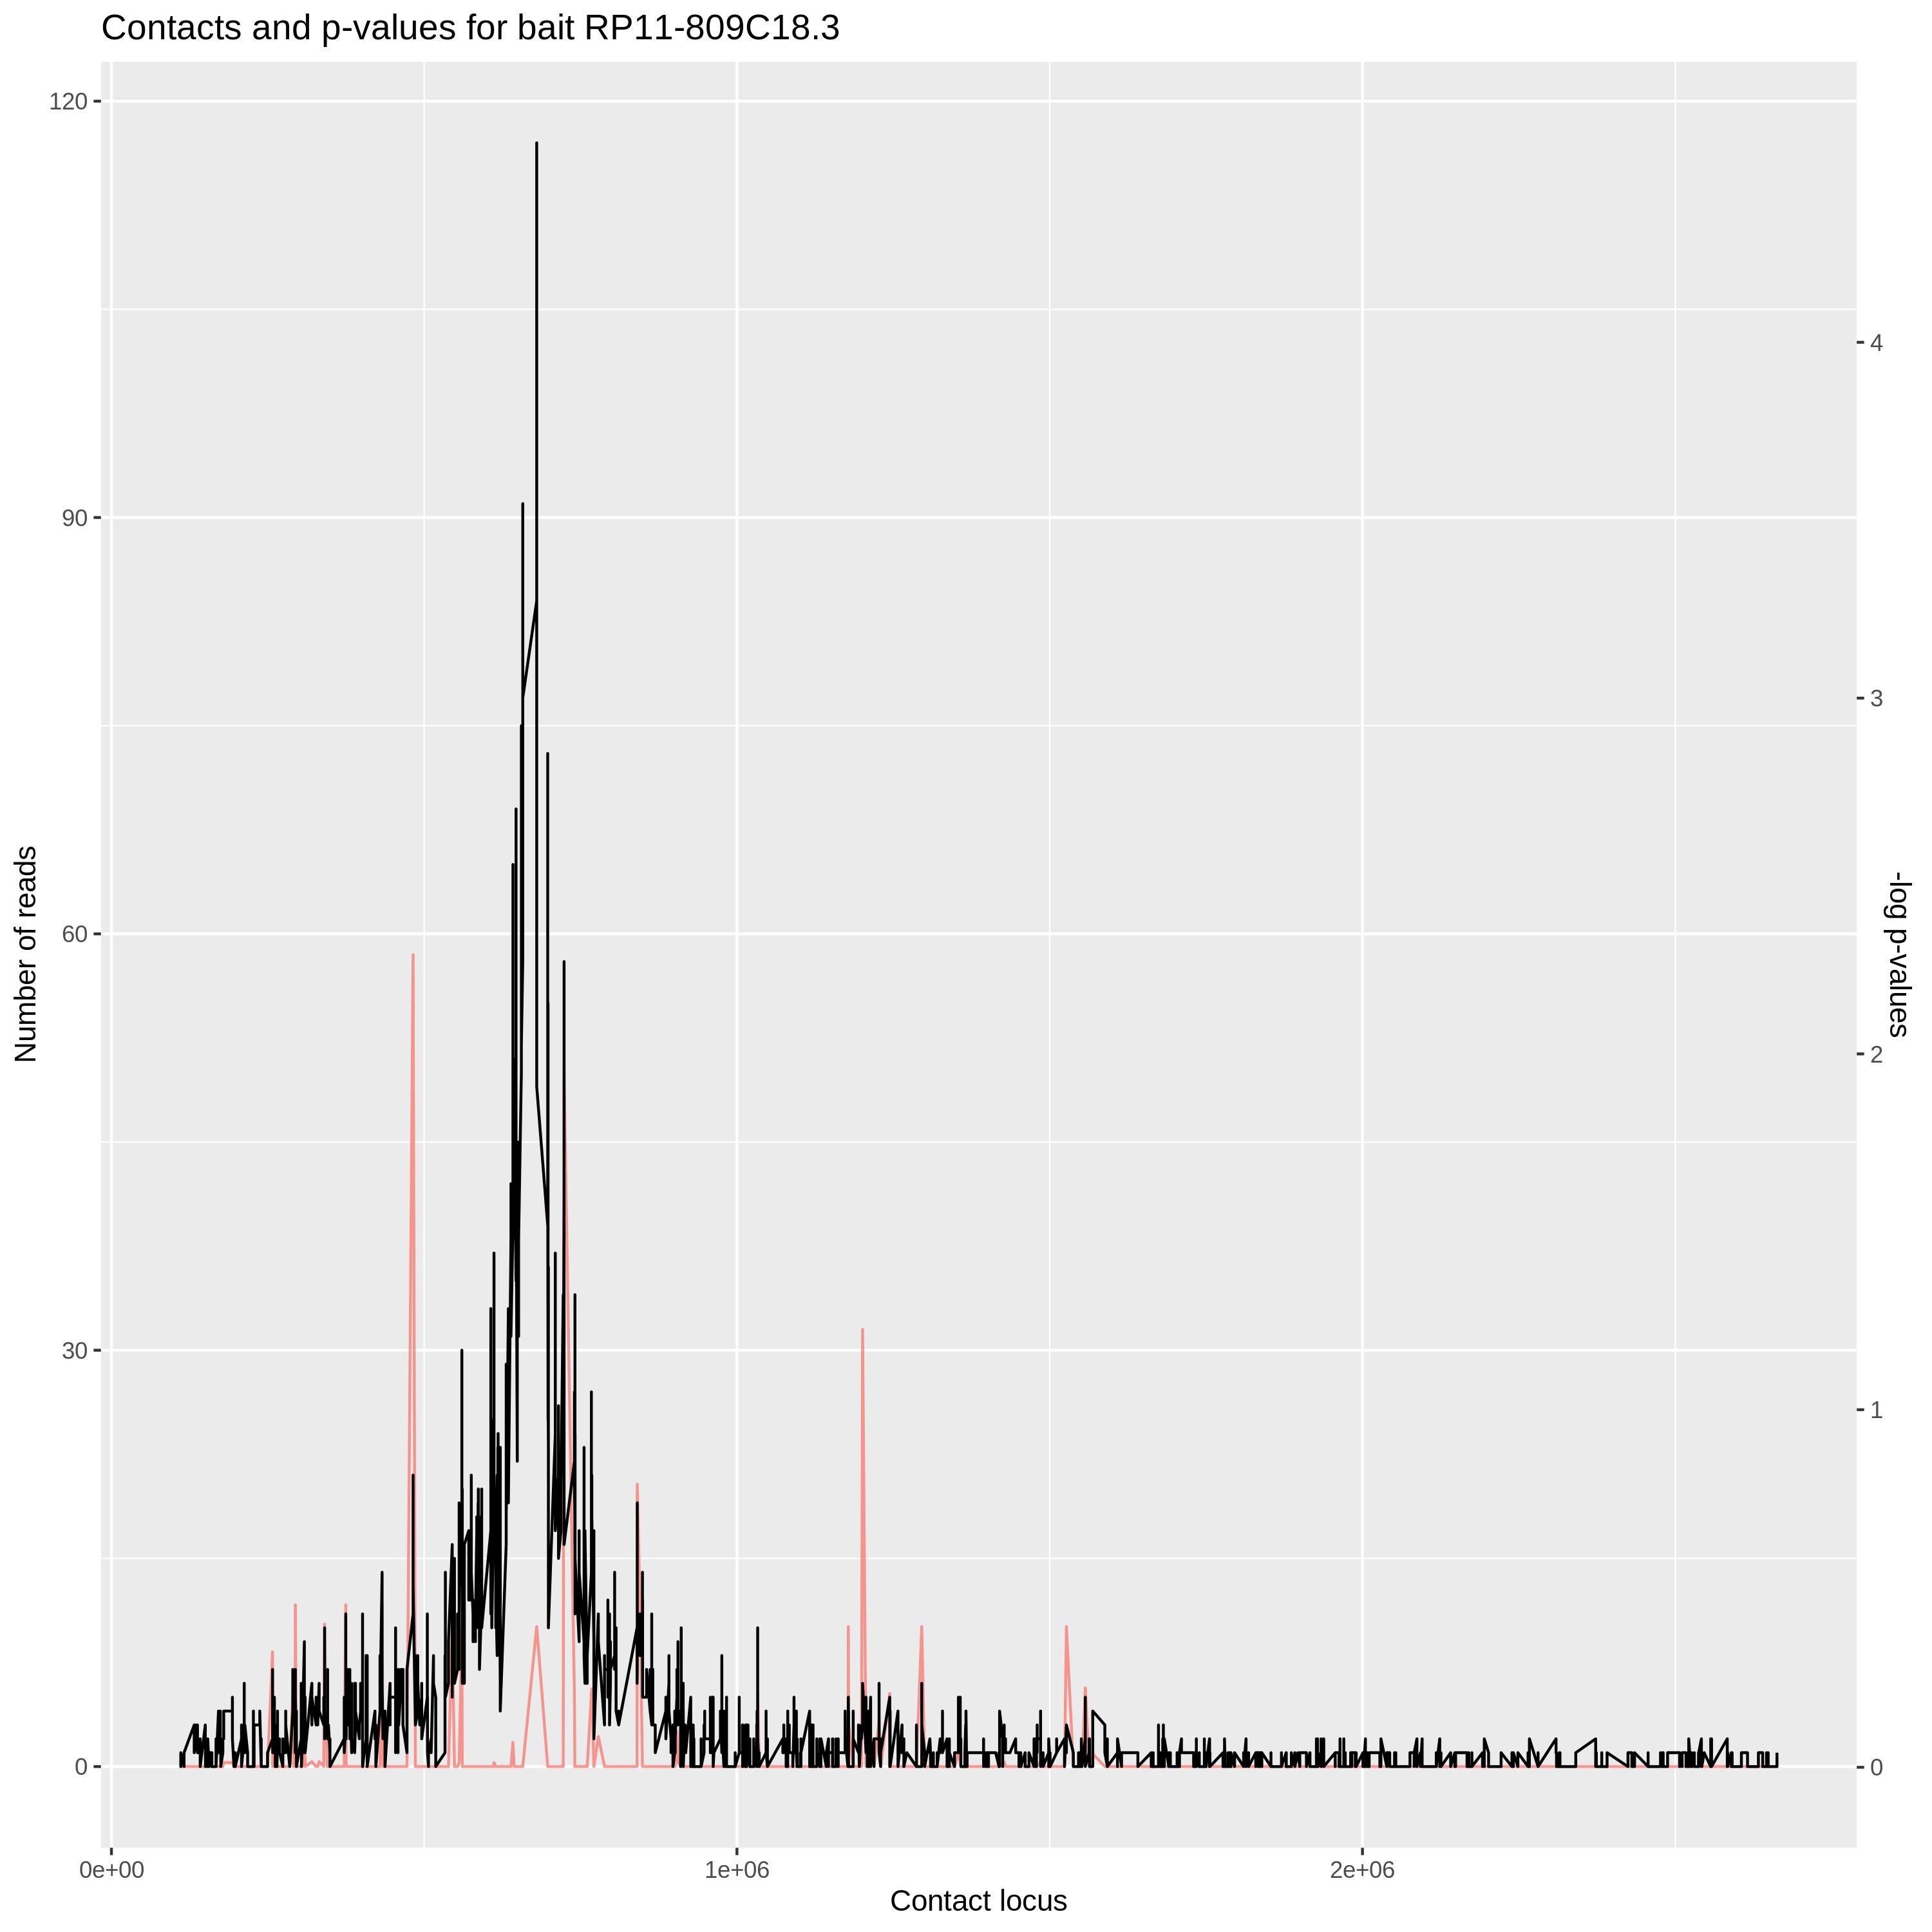 Contacts and p-values for bait RP11-809C18.3
120
90
60
30
0
Number of reads
4
3
2
1
0
-log p-values
0e+00
1e+06
2e+06
Contact locus